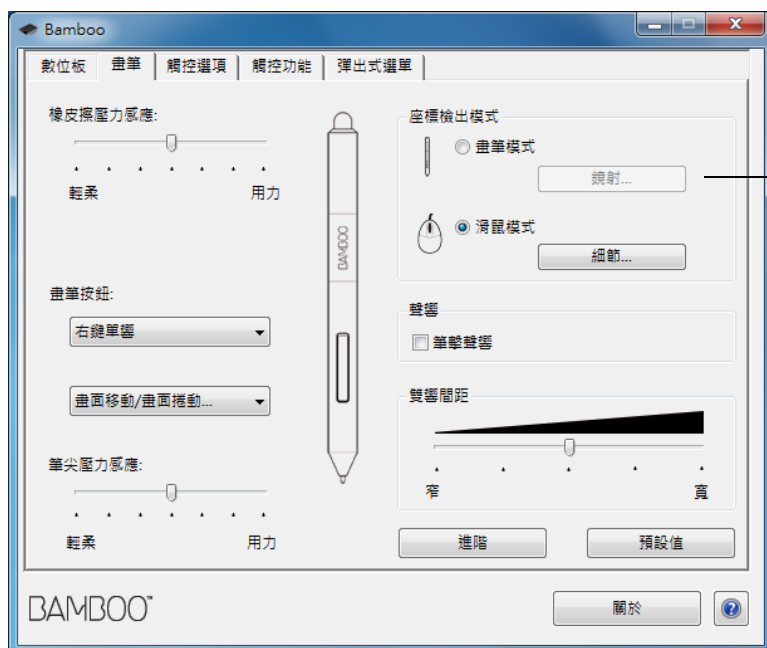 Bamboo
數位板 畫筆 觸控選項 觸控功能 彈出式選單
橡皮擦壓力感應:
輕柔 用力
畫筆按鈕:
右鍵單響
畫面移動/畫面捲動...
筆尖壓力感應:
輕柔 用力
BAMBOO
座標檢出模式
畫筆模式
鏡射...
滑鼠模式
細節...
聲響
筆擊聲響
雙響間距
窄 寬
進階 預設值
BAMBOO™
關於